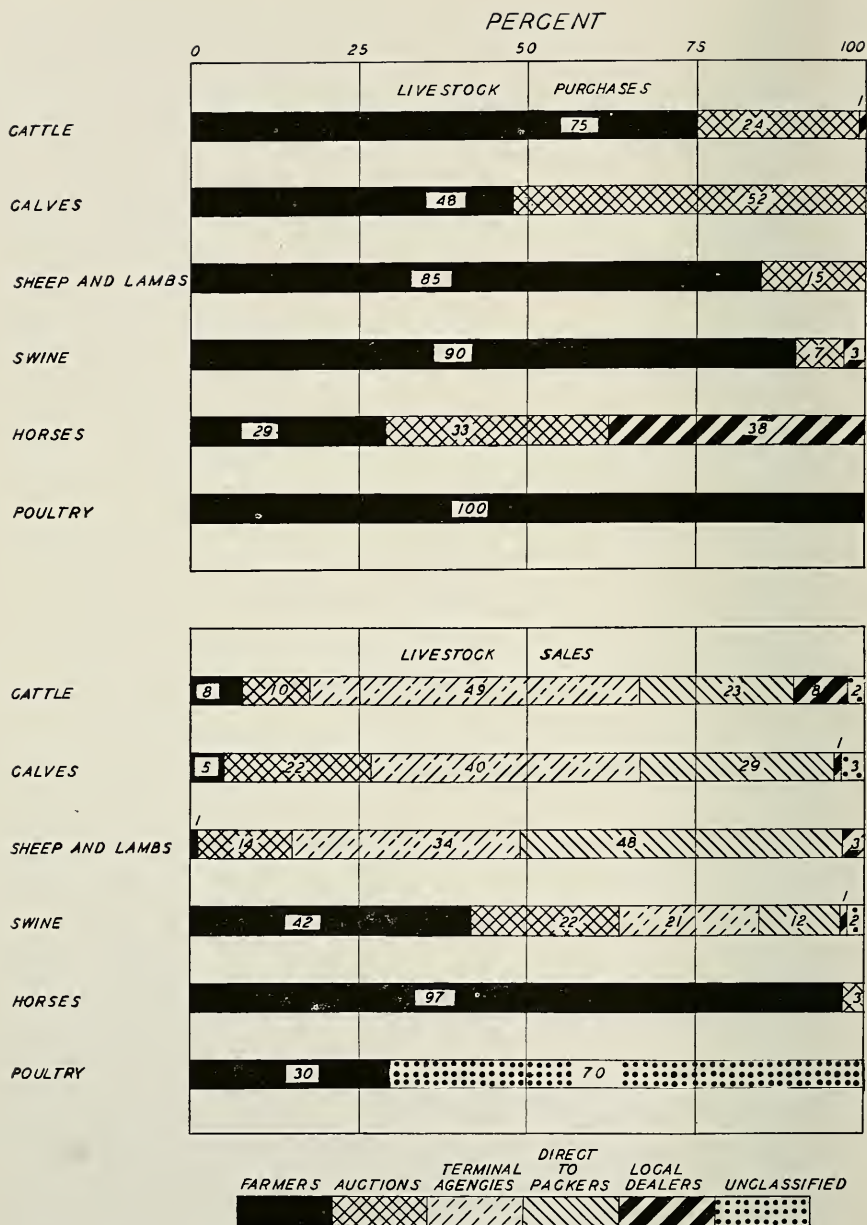 PERCENT
0 25 50 75 100
LIVESTOCK PURCHASES
1
CATTLE 75 24
CALVES 48 52
SHEEP AND LAMBS 85 15
SWINE 90 7 3
HORSES 29 33 38
POULTRY 100
LIVESTOCK SALES
CATTLE 8 10 49 23 8 2
1
CALVES 5 22 40 29 3
1
SHEEP AND LAMBS 14 34 48 3
1
SWINE 42 22 21 12 2
HORSES 97 3
POULTRY 30 70
FARMERS AUCTIONS TERMINAL AGENCIES DIRECT TO PACKERS LOCAL DEALERS UNCLASSIFIED